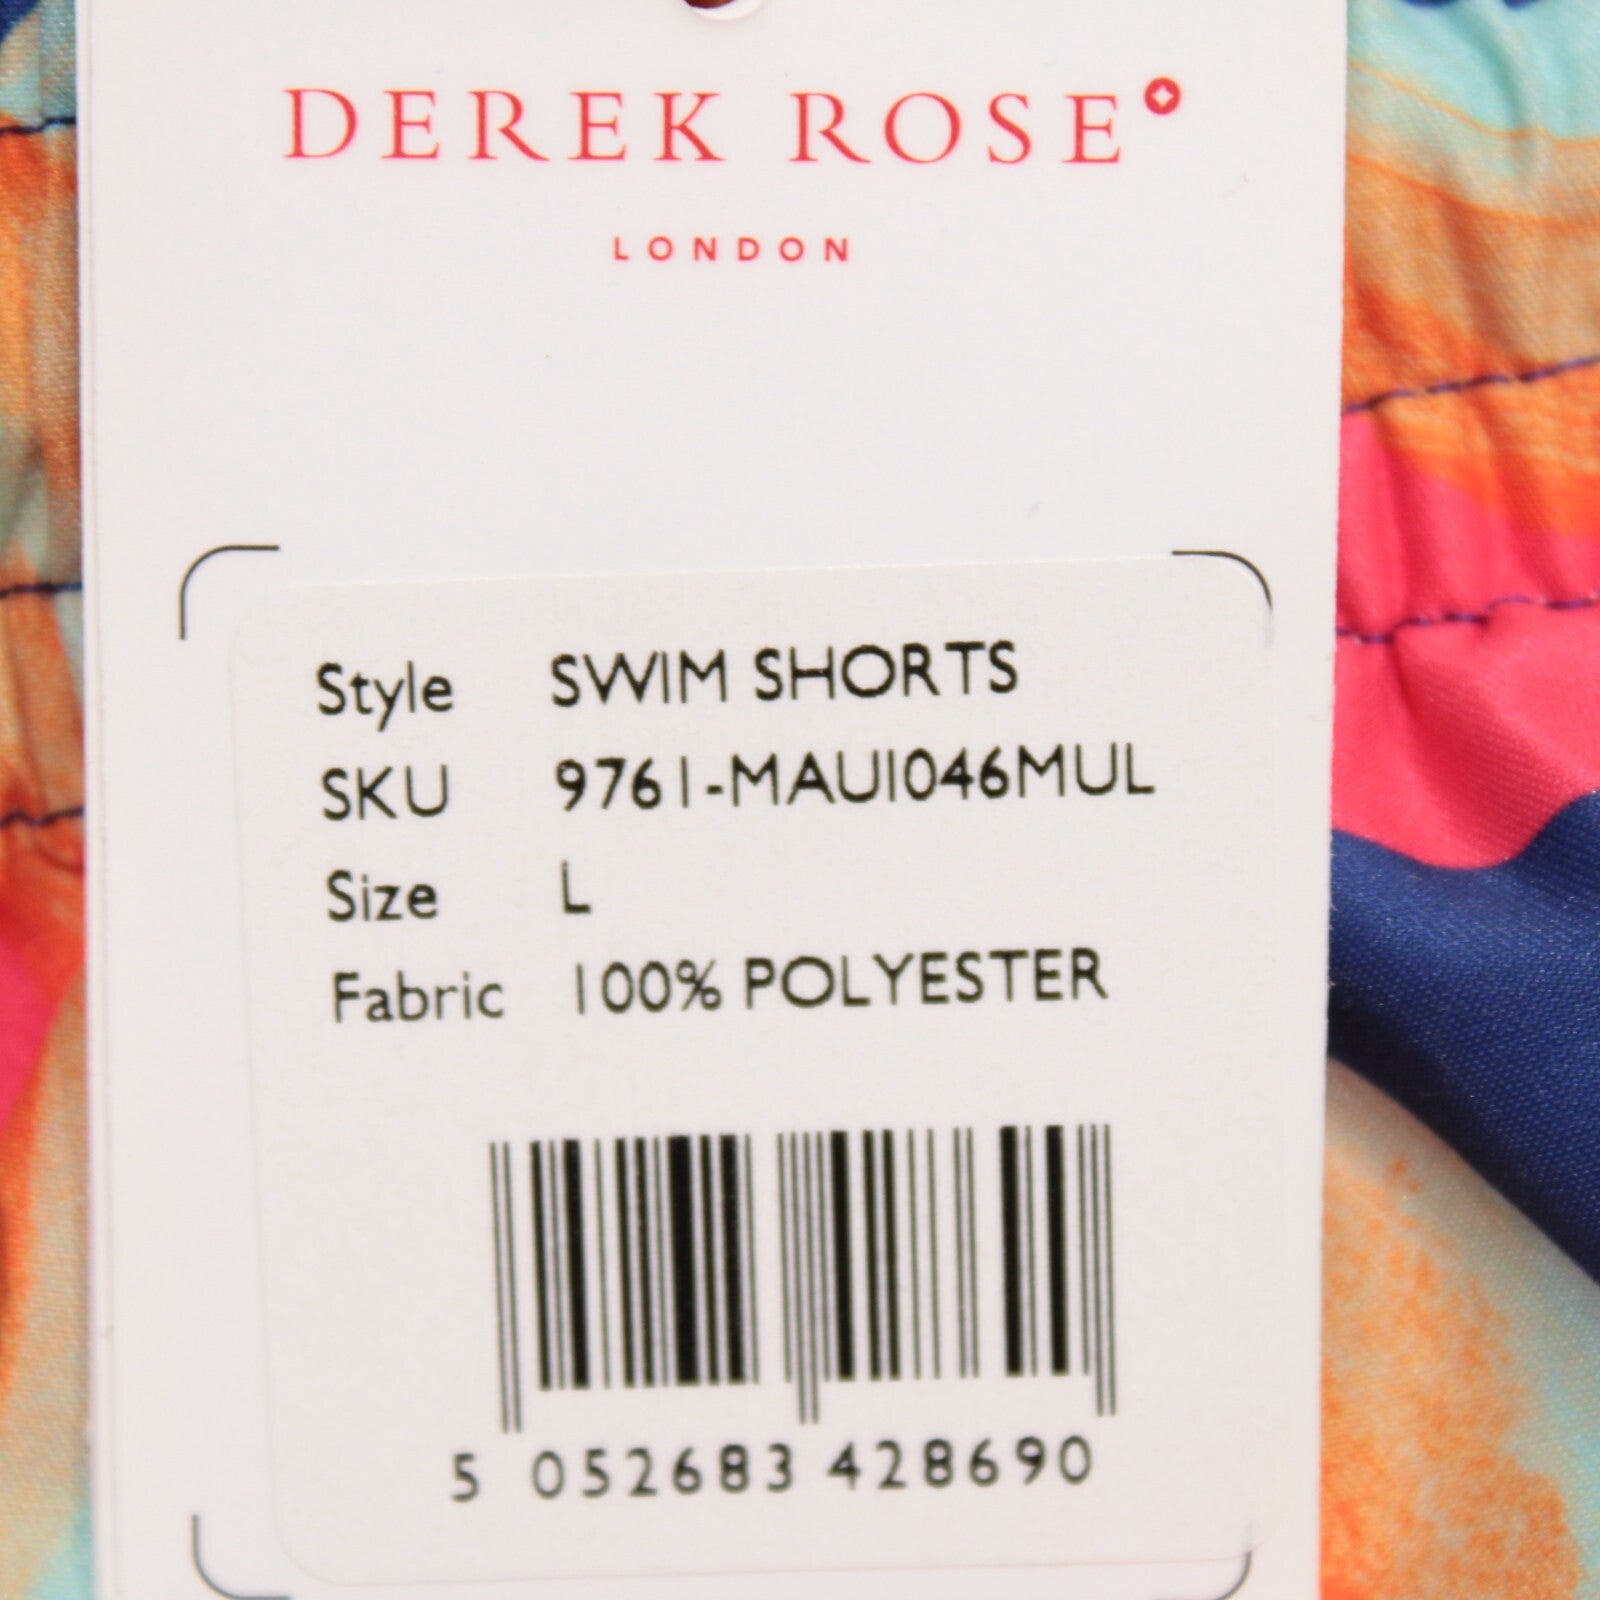 DEREK ROSE
LONDON
Style SWIM SHORTS
SKU 9761-MAUI046MUL
Size L
Fabric 100% POLYESTER
5 052683 428690